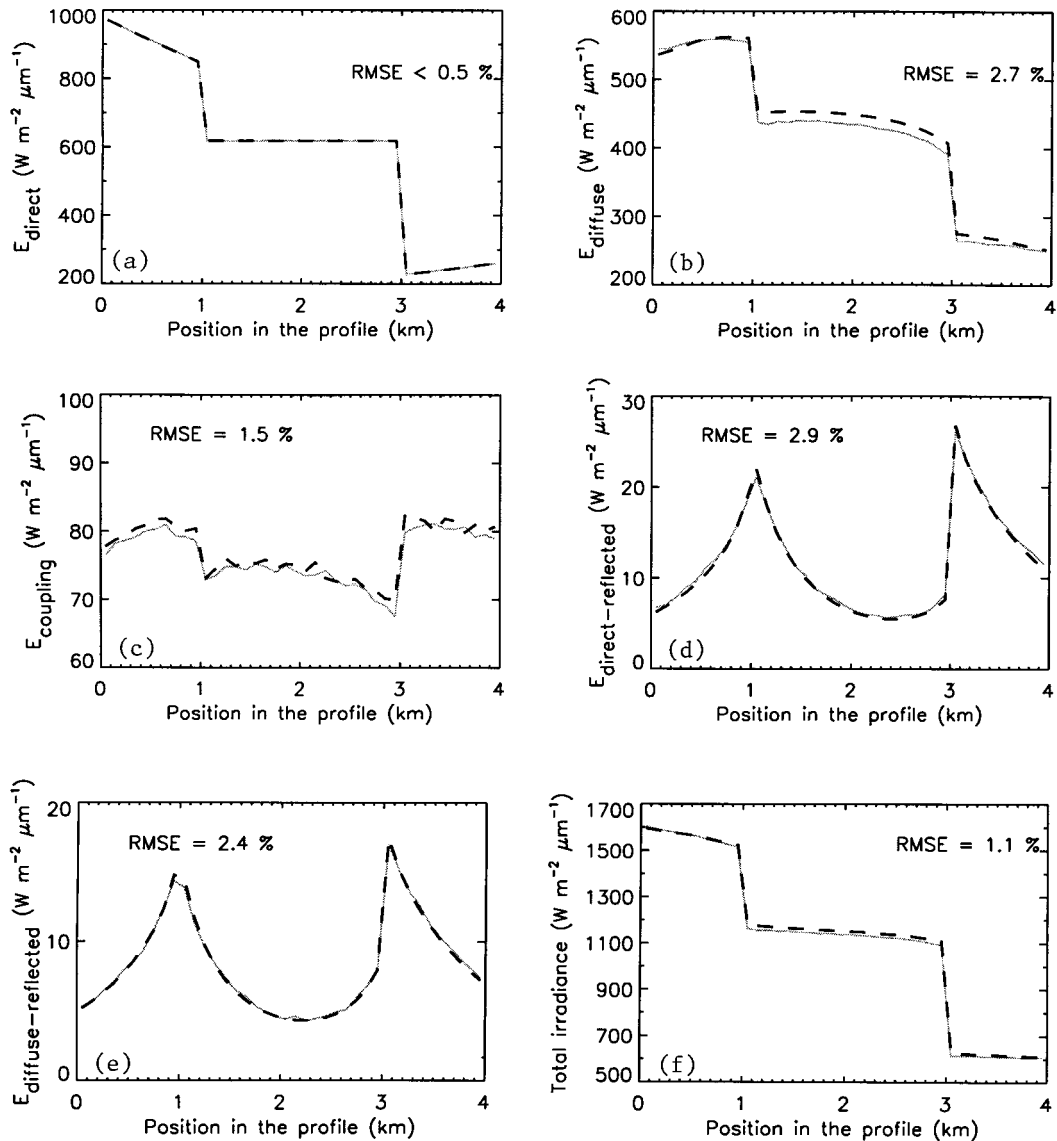 1000
800
600
400
200
E_direct (W m⁻² μm⁻¹)
RMSE < 0.5 %
(a)
0 1 2 3 4
Position in the profile (km)
600
500
400
300
200
E_diffuse (W m⁻² μm⁻¹)
RMSE = 2.7 %
(b)
0 1 2 3 4
Position in the profile (km)
100
90
80
70
60
E_coupling (W m⁻² μm⁻¹)
RMSE = 1.5 %
(c)
0 1 2 3 4
Position in the profile (km)
30
20
10
0
E_direct-reflected (W m⁻² μm⁻¹)
RMSE = 2.9 %
(d)
0 1 2 3 4
Position in the profile (km)
20
10
0
E_diffuse-reflected (W m⁻² μm⁻¹)
RMSE = 2.4 %
(e)
0 1 2 3 4
Position in the profile (km)
1700
1500
1300
1100
900
700
600
500
Total irradiance (W m⁻² μm⁻¹)
RMSE = 1.1 %
(f)
0 1 2 3 4
Position in the profile (km)